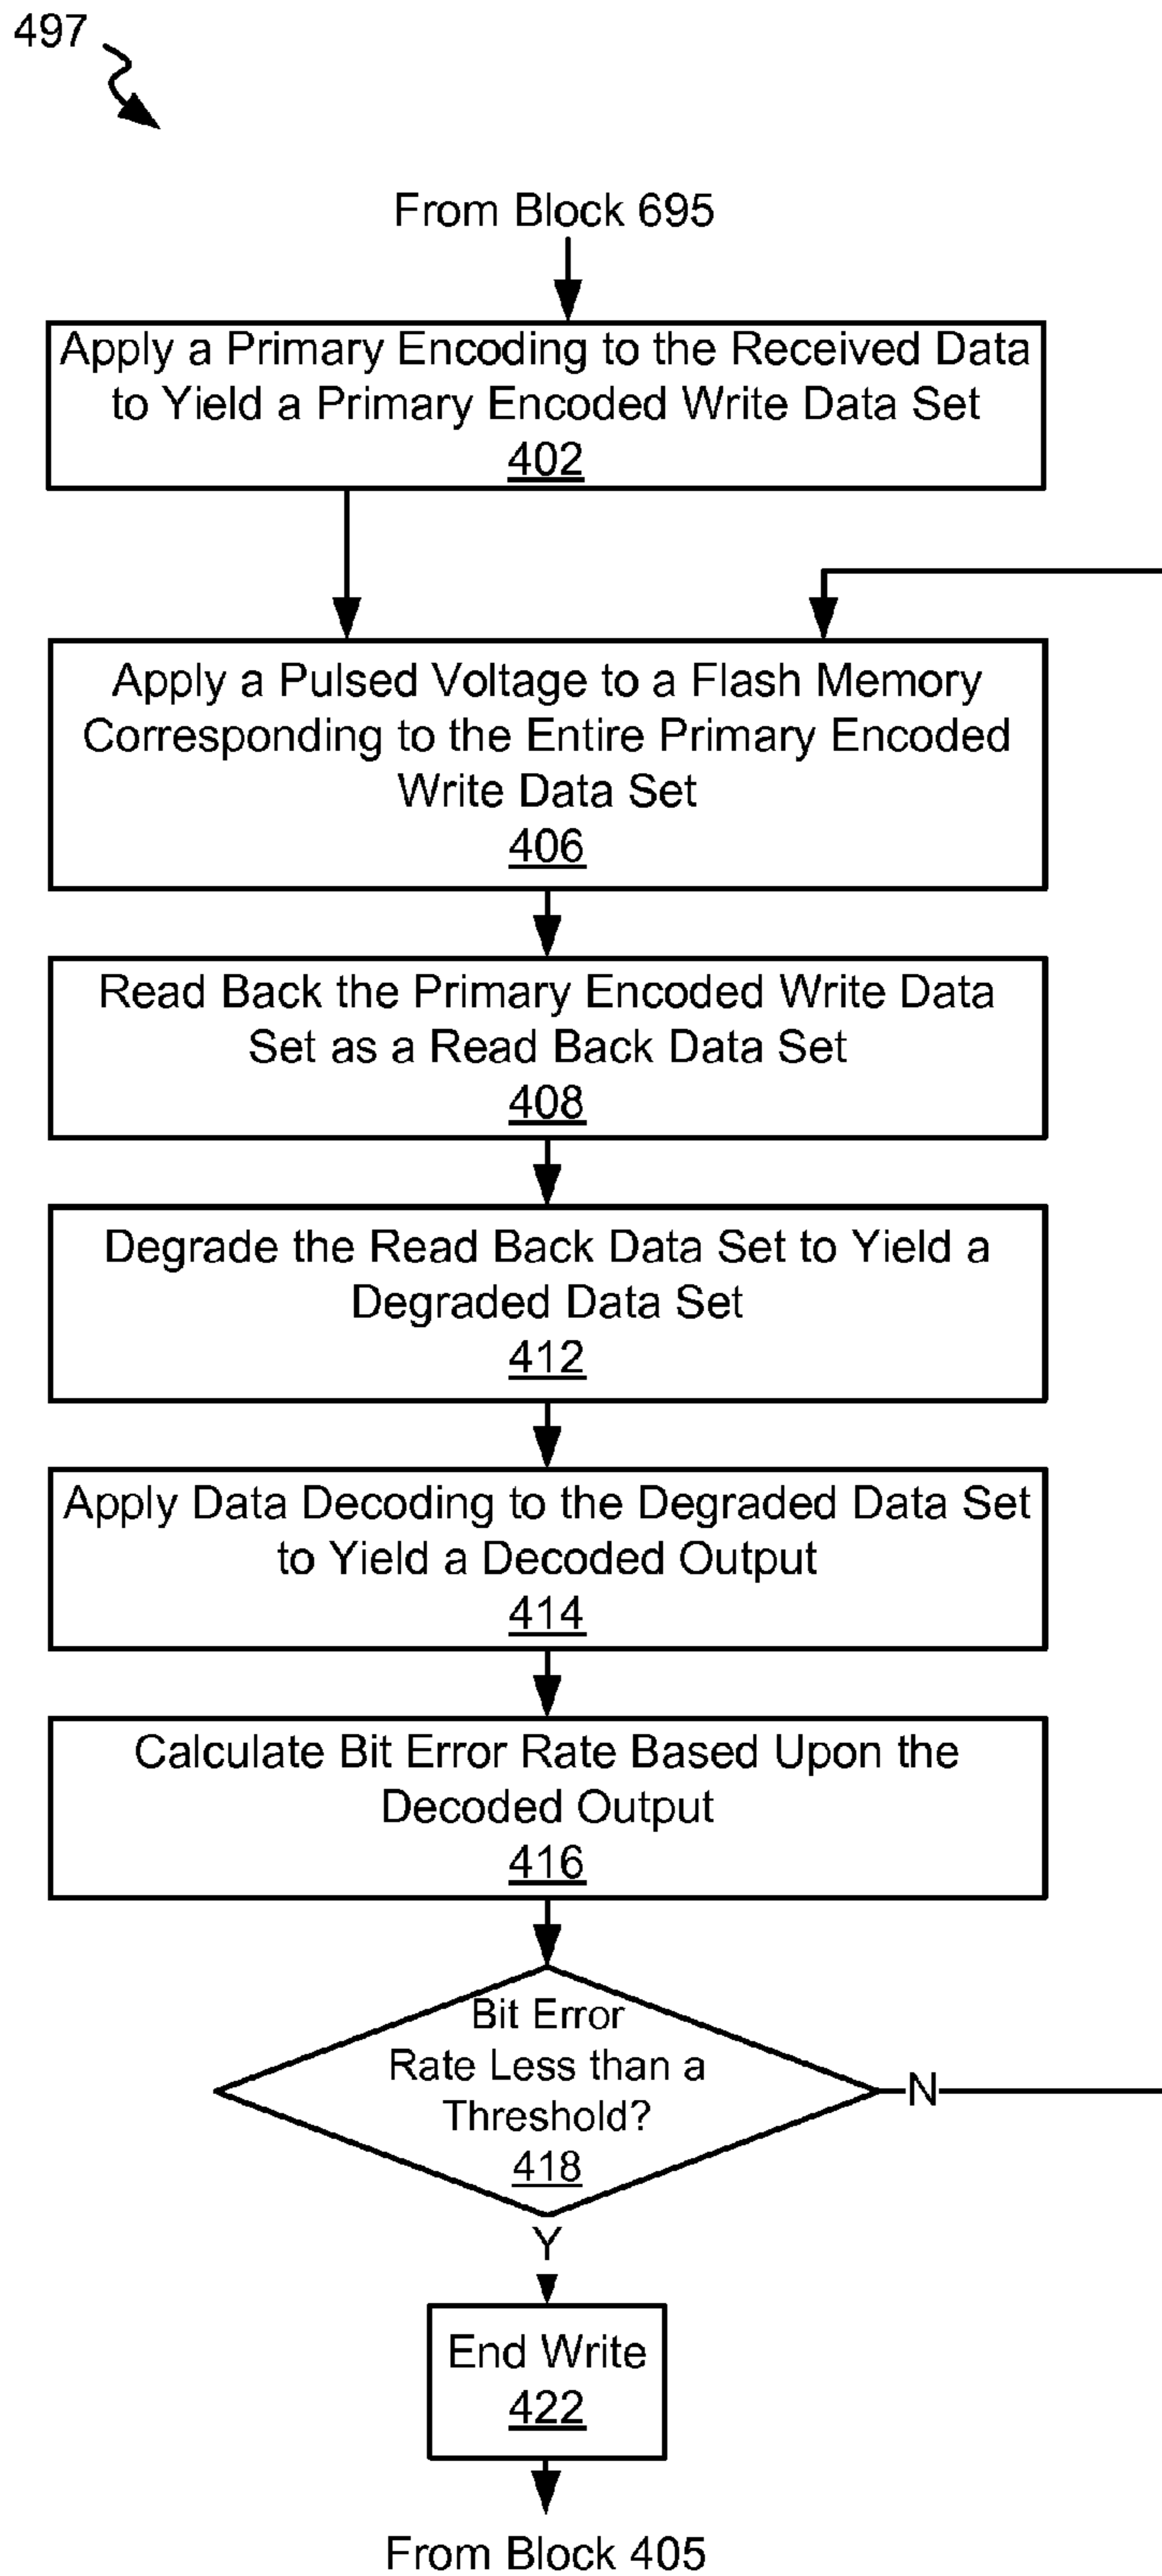 497
From Block 695
Apply a Primary Encoding to the Received Data
to Yield a Primary Encoded Write Data Set
402
Apply a Pulsed Voltage to a Flash Memory
Corresponding to the Entire Primary Encoded
Write Data Set
406
Read Back the Primary Encoded Write Data
Set as a Read Back Data Set
408
Degrade the Read Back Data Set to Yield a
Degraded Data Set
412
Apply Data Decoding to the Degraded Data Set
to Yield a Decoded Output
414
Calculate Bit Error Rate Based Upon the
Decoded Output
416
Bit Error
Rate Less than a
Threshold?
418
N
Y
End Write
422
From Block 405